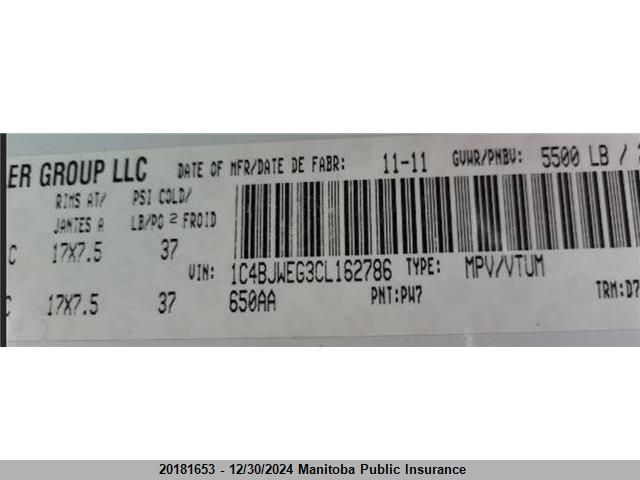 ER GROUP LLC DATE OF MFR/DATE DE FABR: 11-11 GVWR/PNBV: 5500 LB /
RIMS AT/ PSI COLD/
JANTES A LB/PO 2 FROID
C 17X7.5 37
VIN: 1C4BJWEG3CL162786 TYPE: MPV/VTUM
C 17X7.5 37 650AA PNT:PW7 TRM:D7
20181653 - 12/30/2024 Manitoba Public Insurance